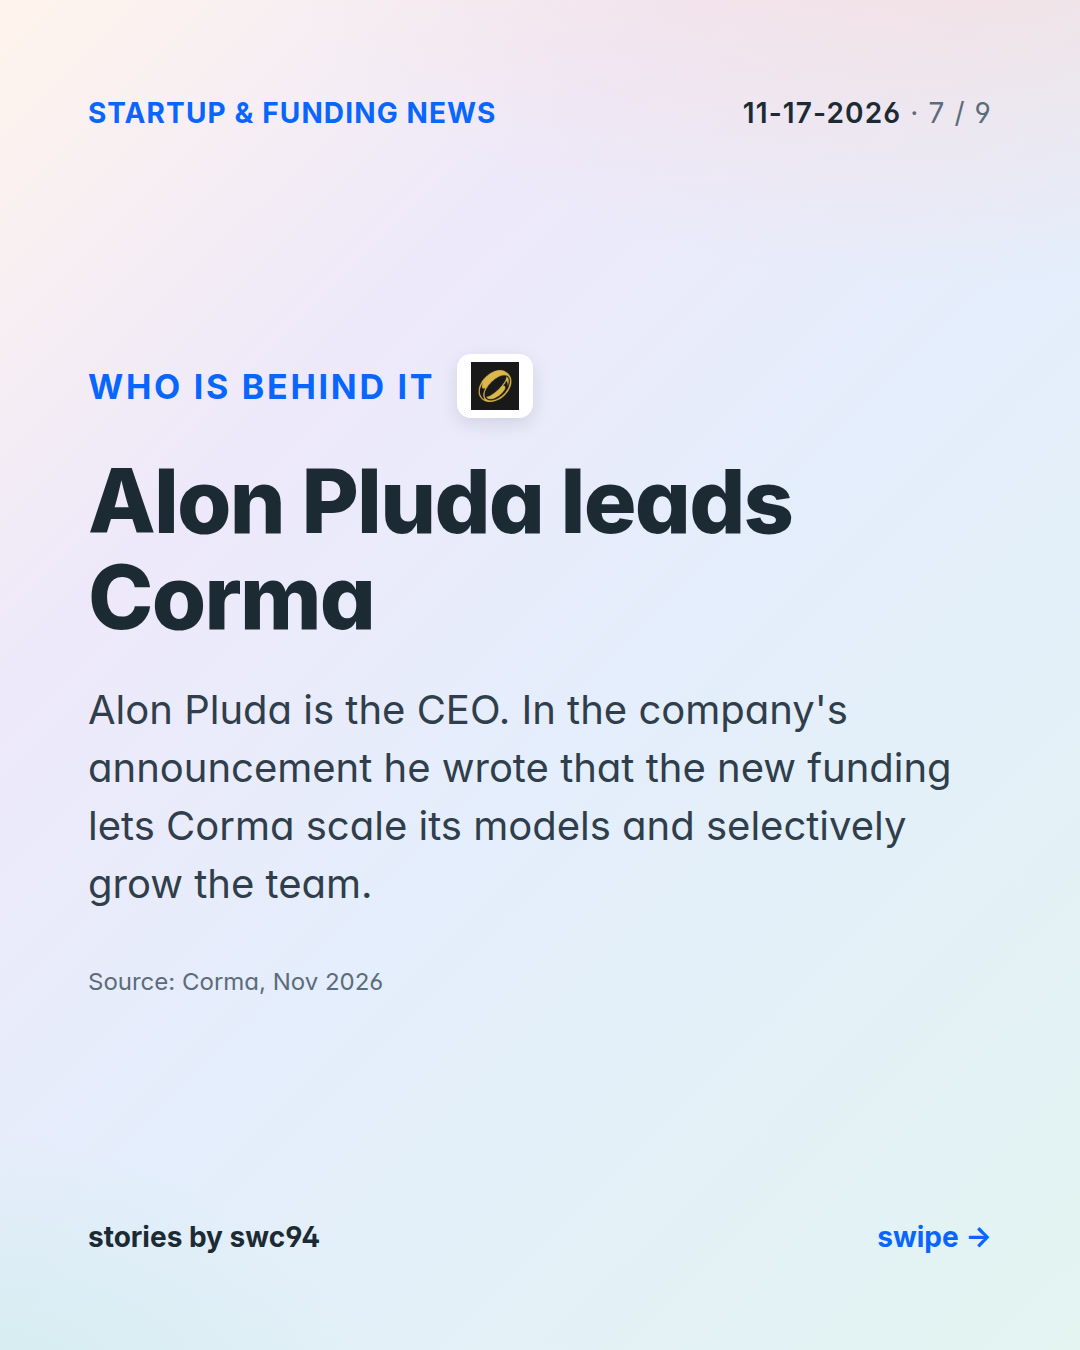 STARTUP & FUNDING NEWS
11-17-2026 · 7 / 9
WHO IS BEHIND IT
Alon Pluda leads
Corma
Alon Pluda is the CEO. In the company's
announcement he wrote that the new funding
lets Corma scale its models and selectively
grow the team.
Source: Corma, Nov 2026
stories by swc94
swipe →